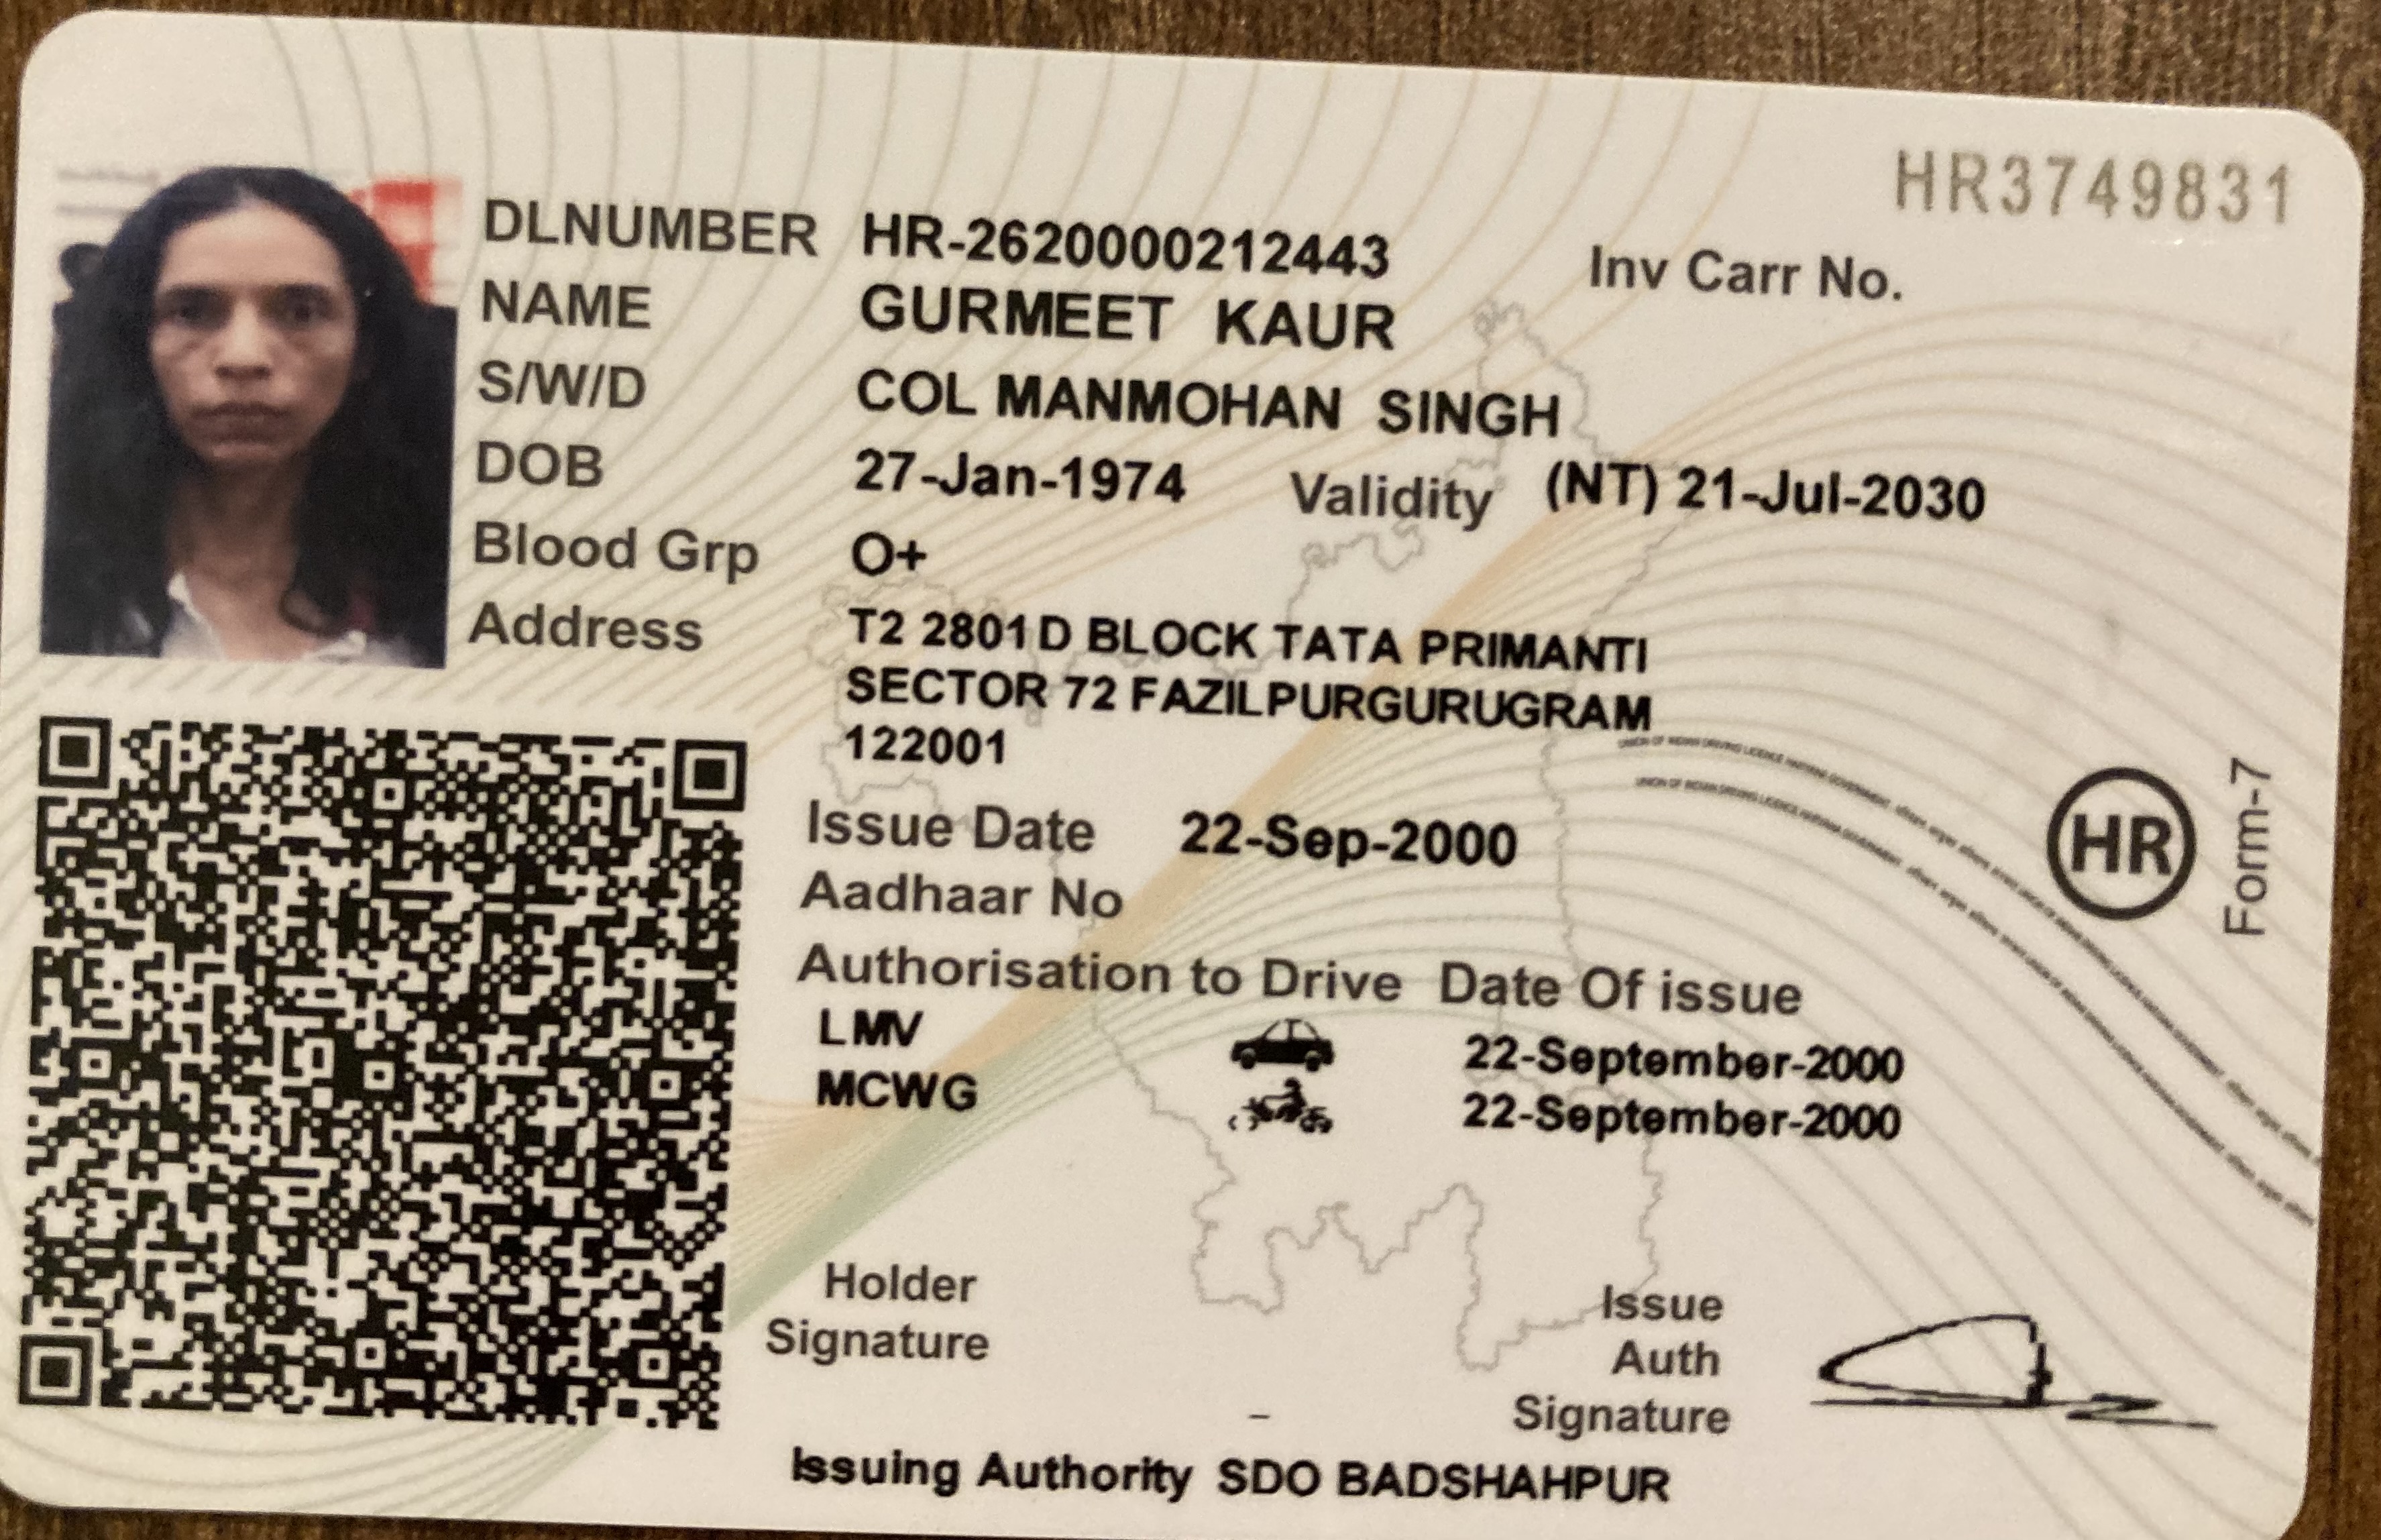 HR3749831
DLNUMBER HR-2620000212443
Inv Carr No.
NAME GURMEET KAUR
S/W/D COL MANMOHAN SINGH
DOB 27-Jan-1974 Validity (NT) 21-Jul-2030
Blood Grp O+
Address T2 2801 D BLOCK TATA PRIMANTI
SECTOR 72 FAZILPURGURUGRAM
122001
Issue Date 22-Sep-2000
Aadhaar No
HR
Form-7
Authorisation to Drive Date Of issue
LMV 22-September-2000
MCWG 22-September-2000
Holder
Signature
Issue
Auth
Signature
Issuing Authority SDO BADSHAHPUR